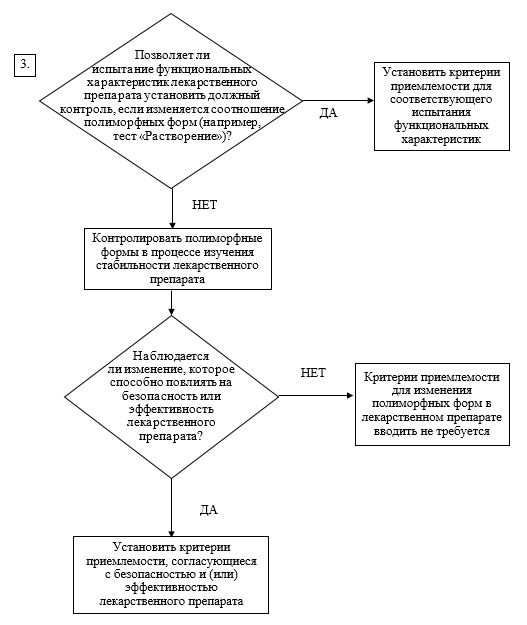 3.
Позволяет ли
испытание функциональных
характеристик лекарственного
препарата установить должный
контроль, если изменяется соотношение
полиморфных форм (например,
тест «Растворение»)?
ДА
Установить критерии
приемлемости для
соответствующего
испытания
функциональных
характеристик
НЕТ
Контролировать полиморфные
формы в процессе изучения
стабильности лекарственного
препарата
Наблюдается
ли изменение, которое
способно повлиять на
безопасность или
эффективность
лекарственного
препарата?
НЕТ
Критерии приемлемости
для изменения
полиморфных форм в
лекарственном препарате
вводить не требуется
ДА
Установить критерии
приемлемости, согласующиеся
с безопасностью и (или)
эффективностью
лекарственного препарата